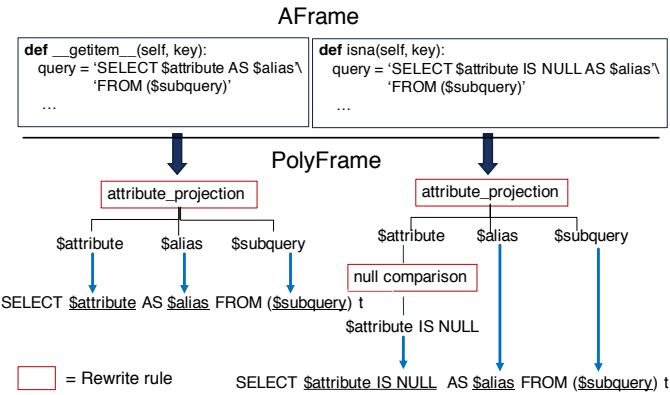 AFrame
def __getitem__(self, key):
query = ‘SELECT $attribute AS $alias’\
‘FROM ($subquery)’
...
def isna(self, key):
query = ‘SELECT $attribute IS NULL AS $alias’\
‘FROM ($subquery)’
...
PolyFrame
attribute_projection
$attribute $alias $subquery
SELECT $attribute AS $alias FROM ($subquery) t
attribute_projection
$attribute $alias $subquery
null comparison
$attribute IS NULL
SELECT $attribute IS NULL AS $alias FROM ($subquery) t
= Rewrite rule